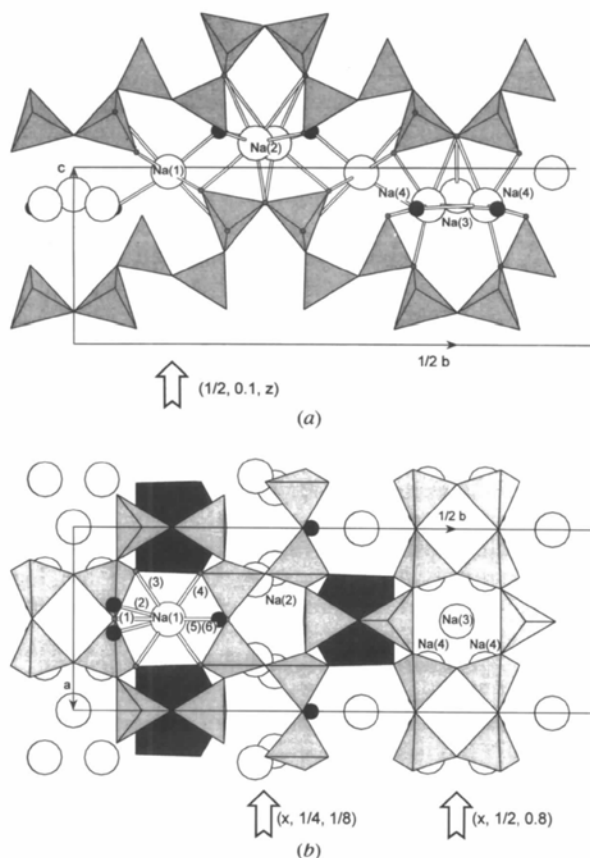 c
Na(1)
Na(2)
Na(4)
Na(4)
Na(3)
1/2 b
(1/2, 0.1, z)
(a)
1/2 b
(3)
(4)
(2)
(1)
Na(1)
(5)(6)
Na(2)
Na(3)
Na(4)
Na(4)
a
(x, 1/4, 1/8)
(x, 1/2, 0.8)
(b)